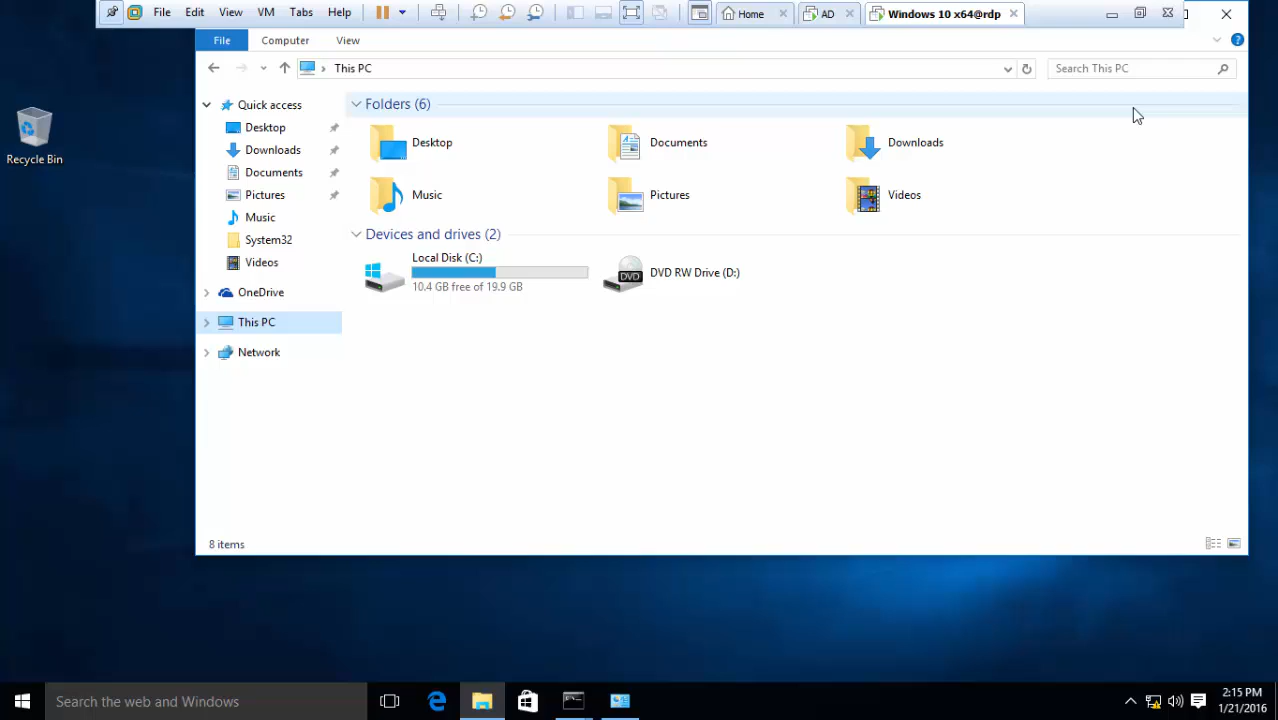 File Edit View VM Tabs Help Home AD Windows 10 x64@rdp
File Computer View
This PC Search This PC
Quick access
Desktop
Downloads
Documents
Pictures
Music
System32
Videos
OneDrive
This PC
Network
Folders (6)
Desktop Documents Downloads
Music Pictures Videos
Devices and drives (2)
Local Disk (C:)
10.4 GB free of 19.9 GB
DVD RW Drive (D:)
DVD
8 items
Recycle Bin
Search the web and Windows
2:15 PM
1/21/2016